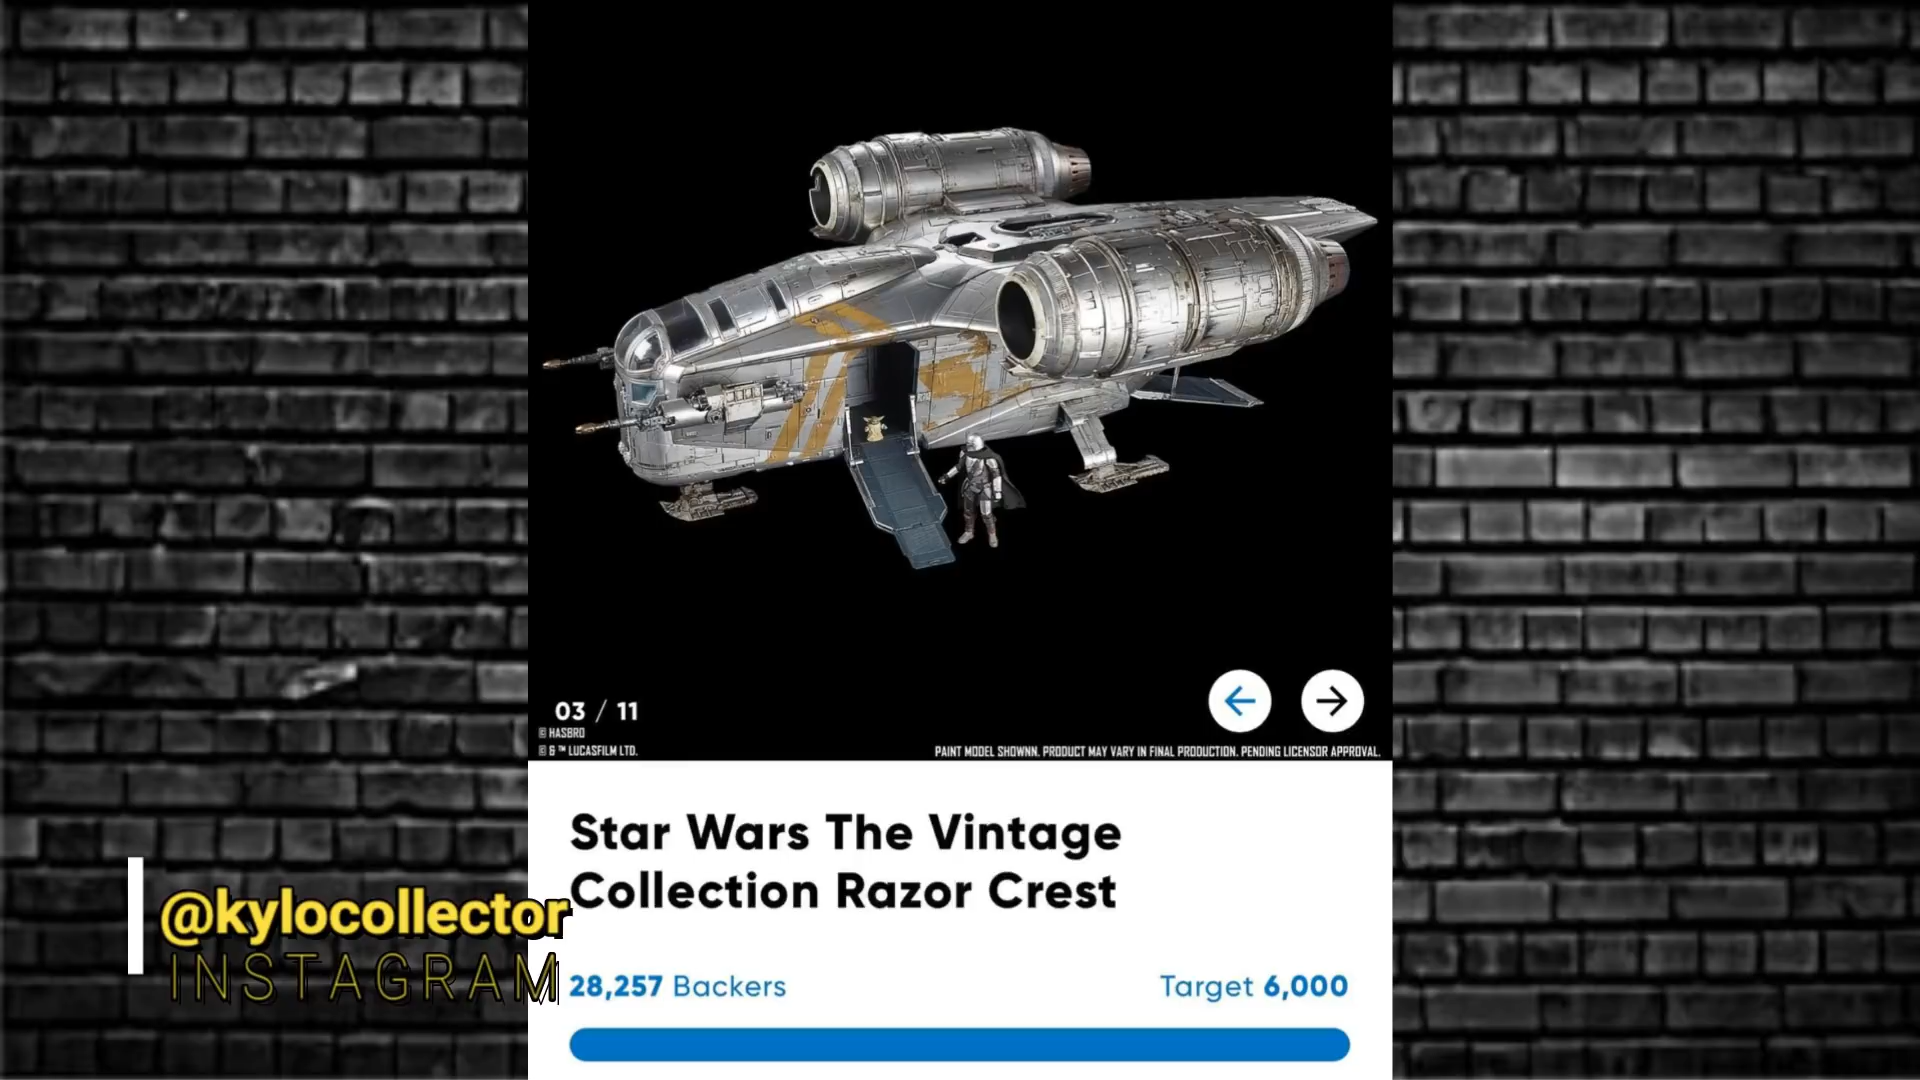 03 / 11
© HASBRO
© & ™ LUCASFILM LTD.
PAINT MODEL SHOWNN. PRODUCT MAY VARY IN FINAL PRODUCTION. PENDING LICENSOR APPROVAL.
Star Wars The Vintage
Collection Razor Crest
@kylocollector
INSTAGRAM
28,257 Backers
Target 6,000